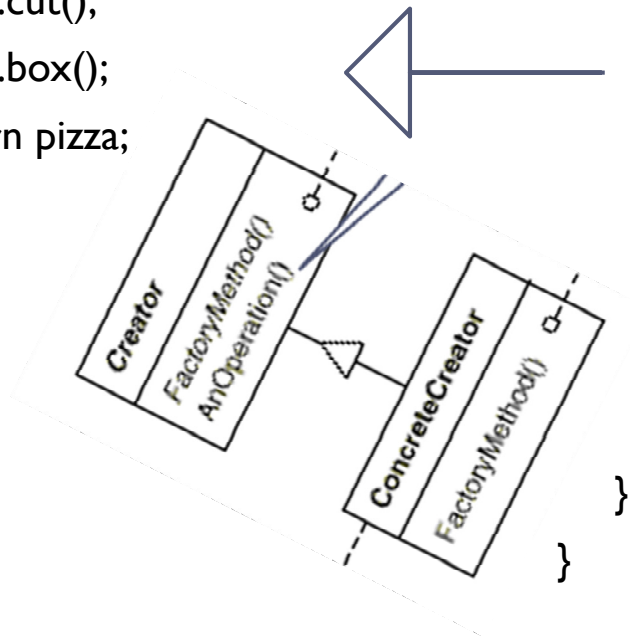 .cut();
.box();
n pizza;
Creator
FactoryMethod()
AnOperation()
ConcreteCreator
FactoryMethod()
}
}